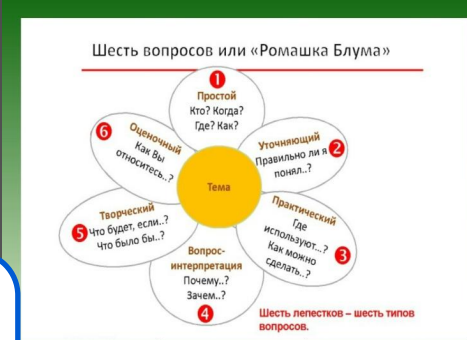 Шесть вопросов или «Ромашка Блума»
1
Простой
Кто? Когда?
Где? Как?
2
Уточняющий
Правильно ли я
понял..?
3
Практический
Где
используют...?
Как можно
сделать..?
4
Вопрос-
интерпретация
Почему..?
Зачем..?
5
Творческий
Что будет, если..?
Что было бы..?
6
Оценочный
Как Вы
относитесь..?
Тема
Шесть лепестков – шесть типов
вопросов.